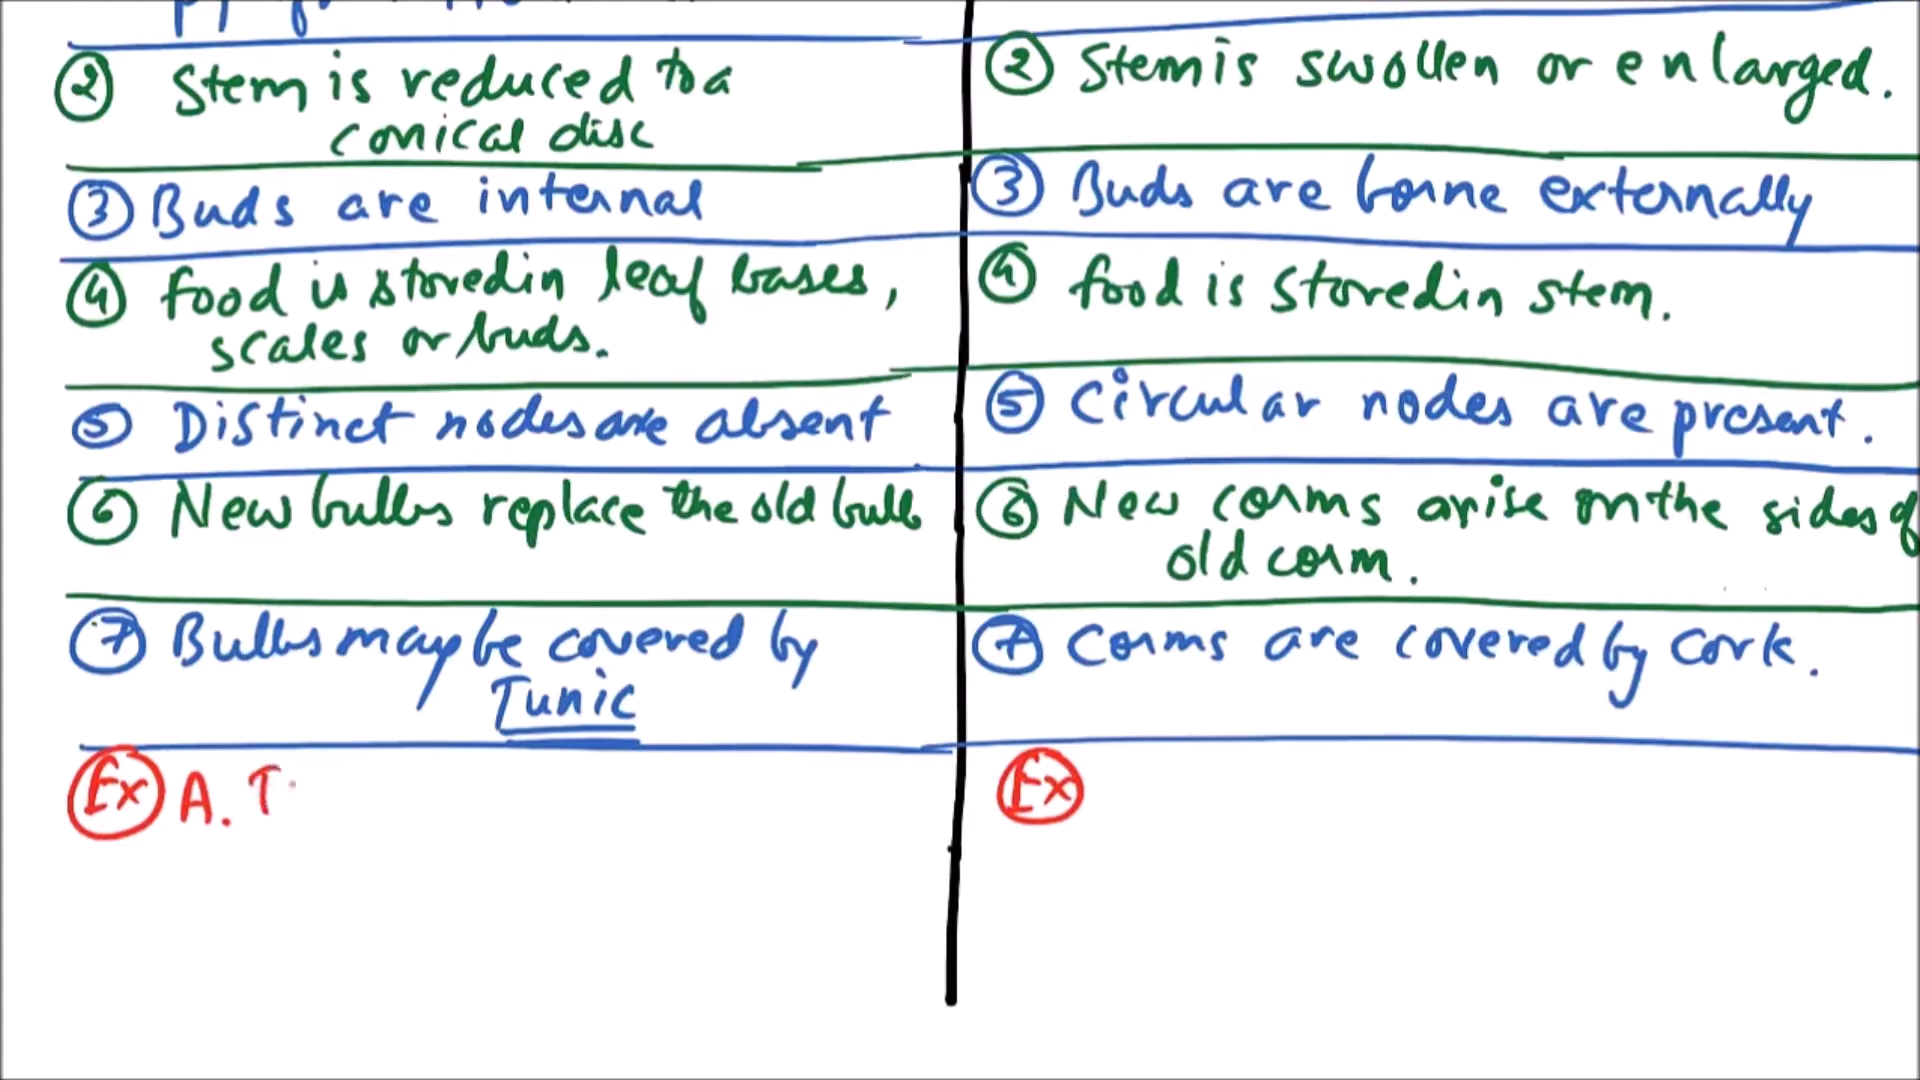 ② Stem is reduced to a
conical disc
③ Buds are internal
④ food is stored in leaf bases,
scales or buds.
⑤ Distinct nodes are absent
⑥ New bulbs replace the old bulb
⑦ Bulbs may be covered by
Tunic
Ex A. T
② Stem is swollen or enlarged.
③ Buds are borne externally
④ food is stored in stem.
⑤ Circular nodes are present.
⑥ New corms arise on the sides of
old corm.
⑦ Corms are covered by cork.
Ex